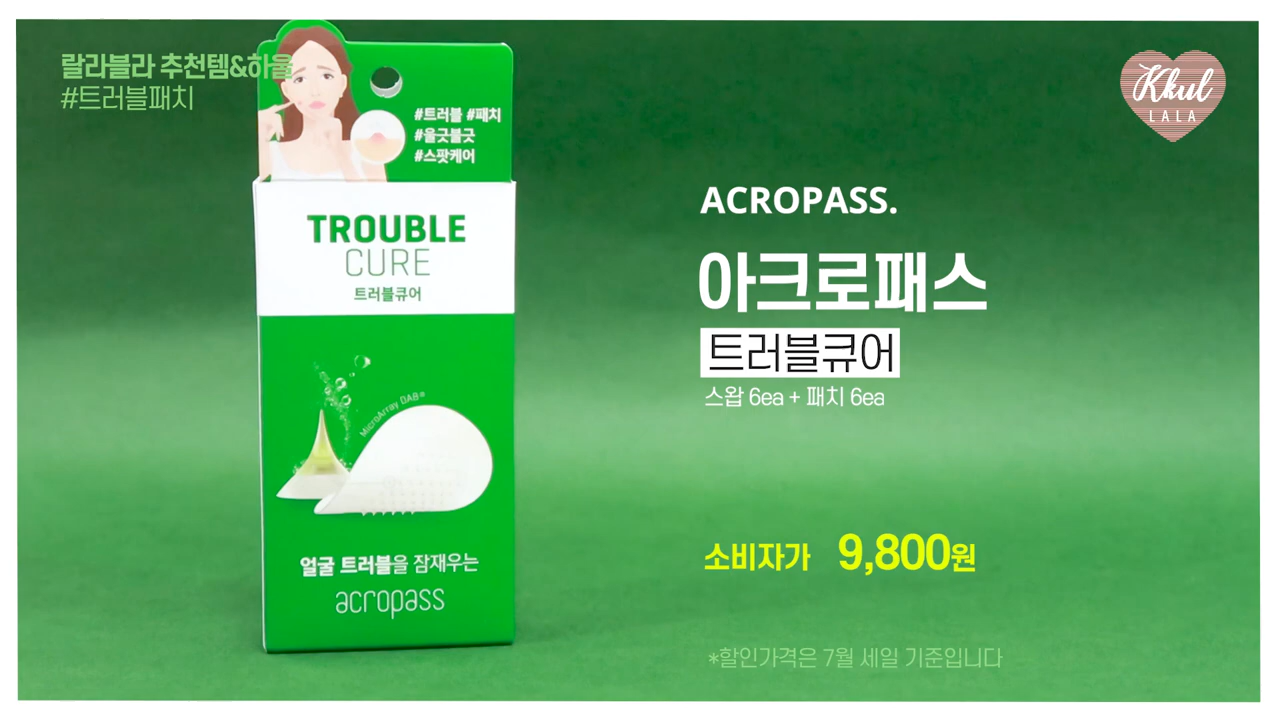 랄라블라 추천템&하울
#트러블패치
#트러블 #패치
#울긋불긋
#스팟케어
TROUBLE
CURE
트러블큐어
MicroArray DAB®
얼굴 트러블을 잠재우는
acropass
Kkul
LALA
ACROPASS.
아크로패스
트러블큐어
스왑 6ea + 패치 6ea
소비자가 9,800원
*할인가격은 7월 세일 기준입니다